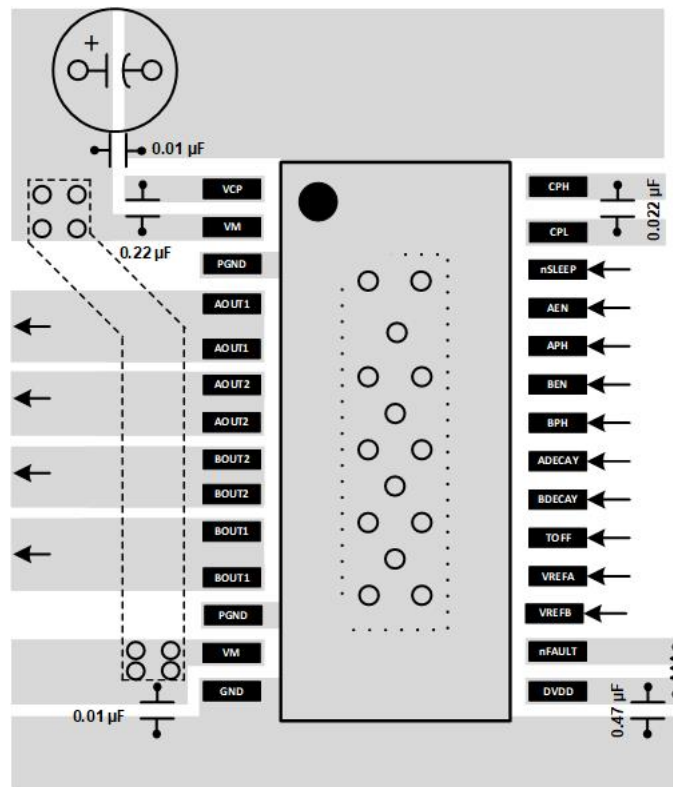 +
0.01 µF
VCP
CPH
0.022 µF
VM
0.22 µF
CPL
PGND
nSLEEP
AOUT1
AEN
AOUT1
APH
AOUT2
BEN
AOUT2
BPH
BOUT2
ADECAY
BOUT2
BDECAY
BOUT1
TOFF
BOUT1
VREFA
PGND
VREFB
VM
nFAULT
GND
DVDD
0.01 µF
0.47 µF